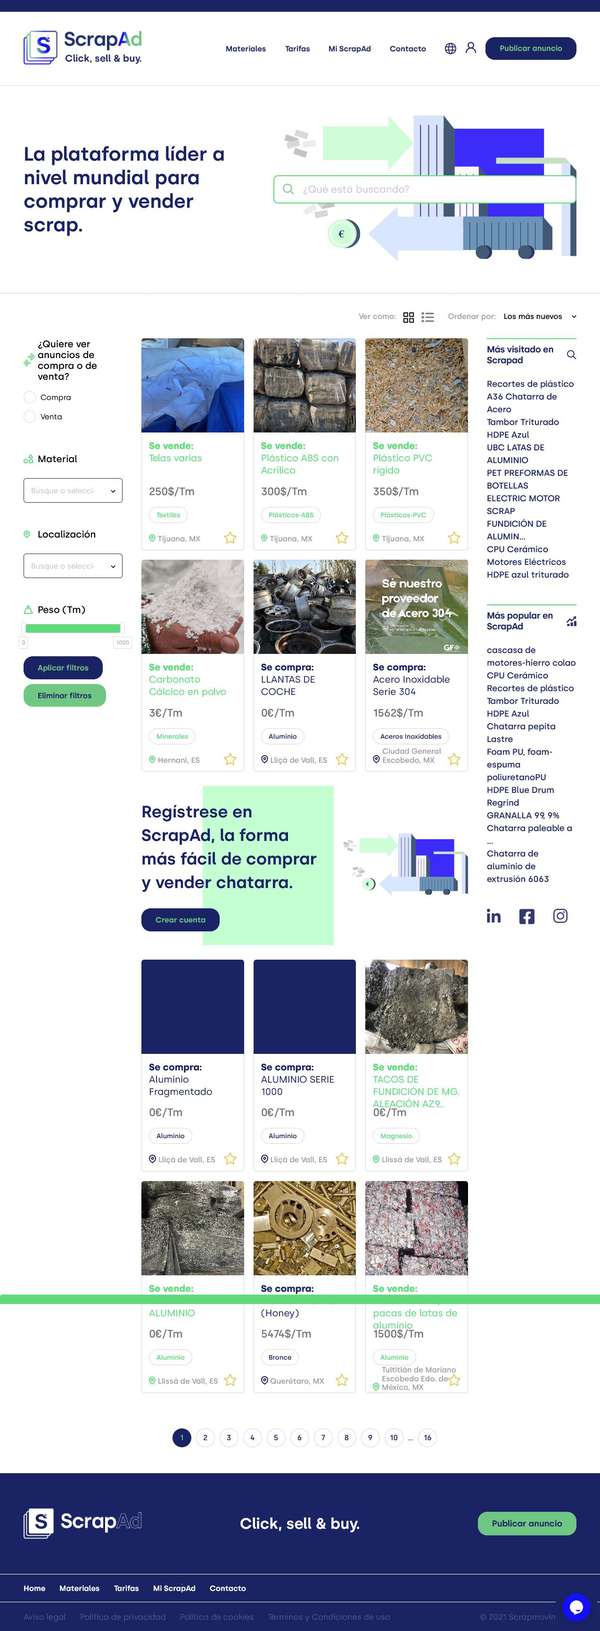 ScrapAd
Click, sell & buy.
Materiales
Tarifas
Mi ScrapAd
Contacto
Publicar anuncio
La plataforma líder a
nivel mundial para
comprar y vender
scrap.
¿Qué esta buscando?
Ver como:
Ordenar por:
Los más nuevos
¿Quiere ver
anuncios de
compra o de
venta?
Compra
Venta
Material
Busque o selecci
Localización
Busque o selecci
Peso (Tm)
0
1000
Aplicar filtros
Eliminar filtros
Se vende:
Telas varias
250$/Tm
Textiles
Tijuana, MX
Se vende:
Plástico ABS con
Acrílico
300$/Tm
Plásticos-ABS
Tijuana, MX
Se vende:
Plástico PVC
rígido
350$/Tm
Plásticos-PVC
Tijuana, MX
Se vende:
Carbonato
Cálcico en polvo
3€/Tm
Minerales
Hernani, ES
Se compra:
LLANTAS DE
COCHE
0€/Tm
Aluminio
Lliçà de Vall, ES
Sé nuestro
proveedor
de Acero 304
GF
Se compra:
Acero Inoxidable
Serie 304
1562$/Tm
Aceros Inoxidables
Ciudad General
Escobedo, MX
Más visitado en
Scrapad
Recortes de plástico
A36 Chatarra de
Acero
Tambor Triturado
HDPE Azul
UBC LATAS DE
ALUMINIO
PET PREFORMAS DE
BOTELLAS
ELECTRIC MOTOR
SCRAP
FUNDICIÓN DE
ALUMIN...
CPU Cerámico
Motores Eléctricos
HDPE azul triturado
Más popular en
ScrapAd
cascasa de
motores-hierro colao
CPU Cerámico
Recortes de plástico
Tambor Triturado
HDPE Azul
Chatarra pepita
Lastre
Foam PU, foam-
espuma
poliuretanoPU
HDPE Blue Drum
Regrind
GRANALLA 99, 9%
Chatarra paleable a
...
Chatarra de
aluminio de
extrusión 6063
Regístrese en
ScrapAd, la forma
más fácil de comprar
y vender chatarra.
Crear cuenta
Se compra:
Aluminio
Fragmentado
0€/Tm
Aluminio
Lliçà de Vall, ES
Se compra:
ALUMINIO SERIE
1000
0€/Tm
Aluminio
Lliçà de Vall, ES
Se vende:
TACOS DE
FUNDICIÓN DE MG.
ALEACIÓN AZ9..
0€/Tm
Magnesio
Llissá de Vall, ES
Se vende:
ALUMINIO
0€/Tm
Aluminio
Llissá de Vall, ES
Se compra:
(Honey)
5474$/Tm
Bronce
Querétaro, MX
Se vende:
pacas de latas de
aluminio
1500$/Tm
Aluminio
Tultitlán de Mariano
Escobedo Edo. de
México, MX
1 2 3 4 5 6 7 8 9 10 ... 16
ScrapAd
Click, sell & buy.
Publicar anuncio
Home
Materiales
Tarifas
Mi ScrapAd
Contacto
Aviso legal
Política de privacidad
Política de cookies
Términos y Condiciones de uso
© 2021 Scrapmovin